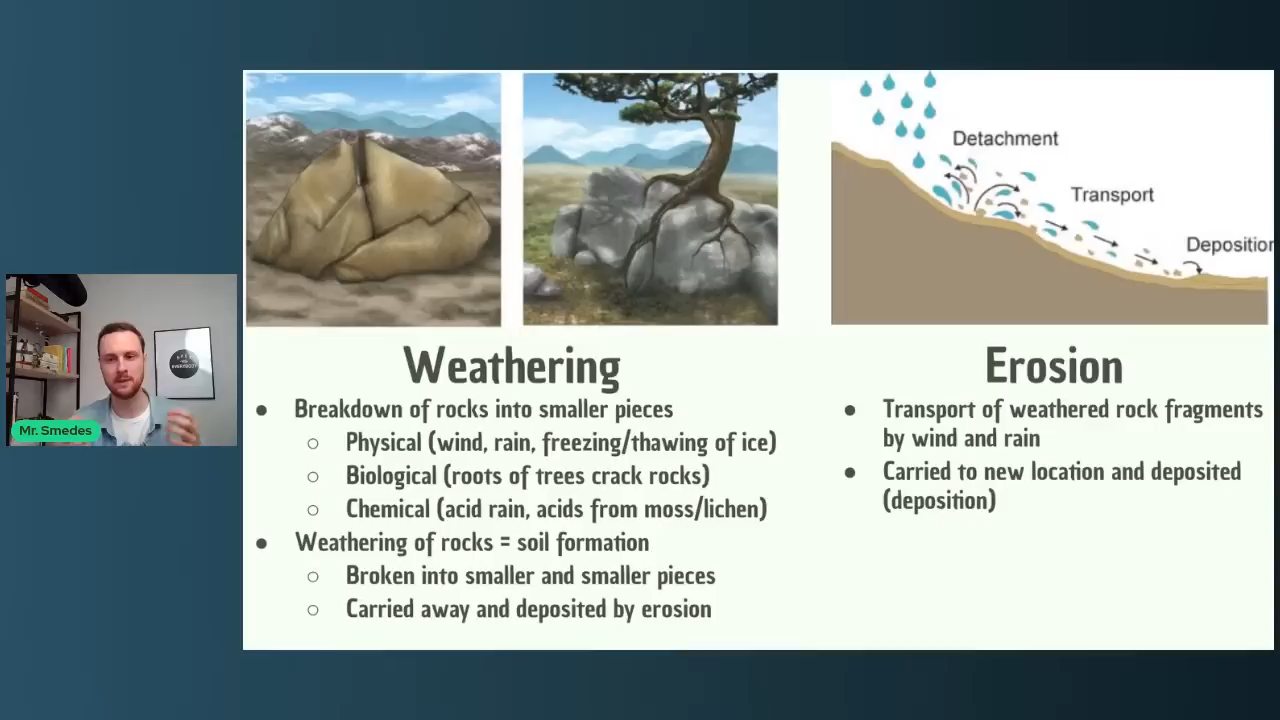 Detachment
Transport
Deposition
Weathering
● Breakdown of rocks into smaller pieces
○ Physical (wind, rain, freezing/thawing of ice)
○ Biological (roots of trees crack rocks)
○ Chemical (acid rain, acids from moss/lichen)
● Weathering of rocks = soil formation
○ Broken into smaller and smaller pieces
○ Carried away and deposited by erosion
Erosion
● Transport of weathered rock fragments
by wind and rain
● Carried to new location and deposited
(deposition)
EVERYBODY
Mr. Smedes